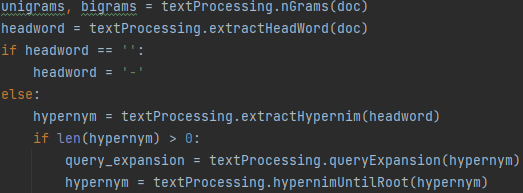 unigrams, bigrams = textProcessing.nGrams(doc)
headword = textProcessing.extractHeadWord(doc)
if headword == '':
    headword = '-'
else:
    hypernym = textProcessing.extractHypernim(headword)
    if len(hypernym) > 0:
        query_expansion = textProcessing.queryExpansion(hypernym)
        hypernym = textProcessing.hypernimUntilRoot(hypernym)